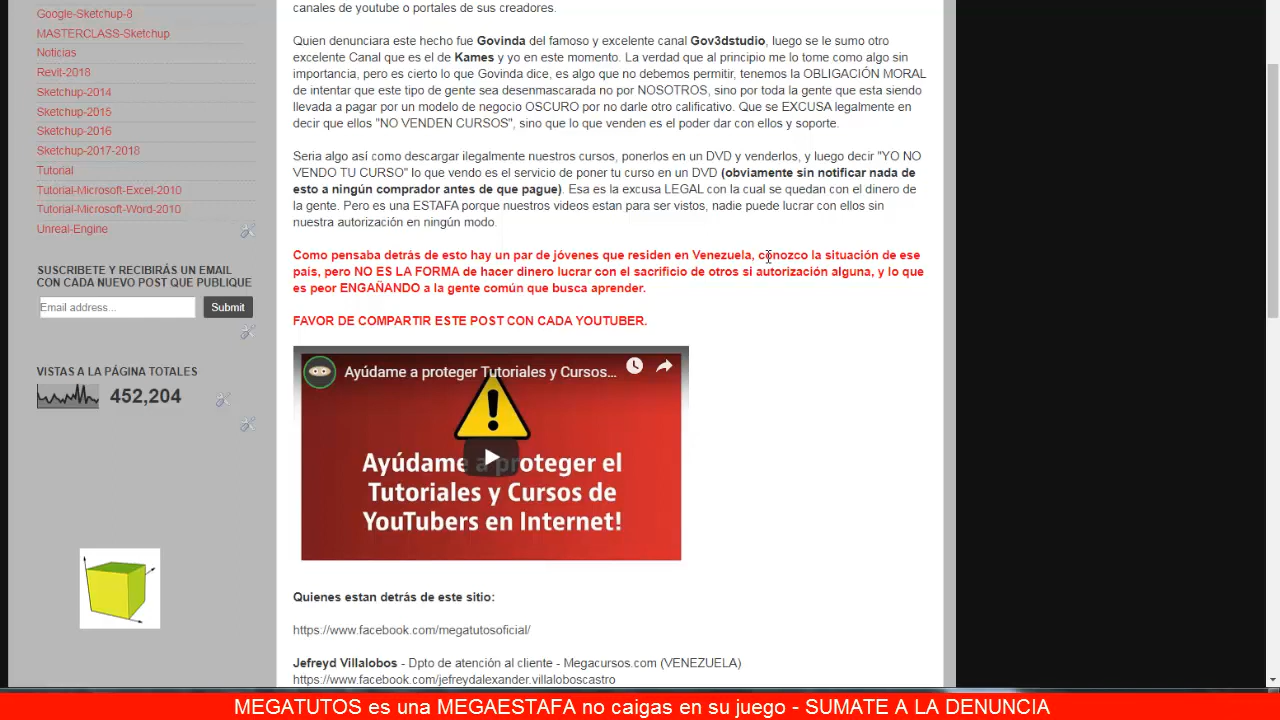 Google-Sketchup-8
MASTERCLASS-Sketchup
Noticias
Revit-2018
Sketchup-2014
Sketchup-2015
Sketchup-2016
Sketchup-2017-2018
Tutorial
Tutorial-Microsoft-Excel-2010
Tutorial-Microsoft-Word-2010
Unreal-Engine
SUSCRIBETE Y RECIBIRÁS UN EMAIL
CON CADA NUEVO POST QUE PUBLIQUE
Email address...
Submit
VISTAS A LA PÁGINA TOTALES
452,204
canales de youtube o portales de sus creadores.
Quien denunciara este hecho fue Govinda del famoso y excelente canal Gov3dstudio, luego se le sumo otro
excelente Canal que es el de Kames y yo en este momento. La verdad que al principio me lo tome como algo sin
importancia, pero es cierto lo que Govinda dice, es algo que no debemos permitir, tenemos la OBLIGACIÓN MORAL
de intentar que este tipo de gente sea desenmascarada no por NOSOTROS, sino por toda la gente que esta siendo
llevada a pagar por un modelo de negocio OSCURO por no darle otro calificativo. Que se EXCUSA legalmente en
decir que ellos "NO VENDEN CURSOS", sino que lo que venden es el poder dar con ellos y soporte.
Seria algo así como descargar ilegalmente nuestros cursos, ponerlos en un DVD y venderlos, y luego decir "YO NO
VENDO TU CURSO" lo que vendo es el servicio de poner tu curso en un DVD (obviamente sin notificar nada de
esto a ningún comprador antes de que pague). Esa es la excusa LEGAL con la cual se quedan con el dinero de
la gente. Pero es una ESTAFA porque nuestros videos estan para ser vistos, nadie puede lucrar con ellos sin
nuestra autorización en ningún modo.
Como pensaba detrás de esto hay un par de jóvenes que residen en Venezuela, conozco la situación de ese
país, pero NO ES LA FORMA de hacer dinero lucrar con el sacrificio de otros si autorización alguna, y lo que
es peor ENGAÑANDO a la gente común que busca aprender.
FAVOR DE COMPARTIR ESTE POST CON CADA YOUTUBER.
Ayúdame a proteger Tutoriales y Cursos...
Ayúdame a proteger el
Tutoriales y Cursos de
YouTubers en Internet!
Quienes estan detrás de este sitio:
https://www.facebook.com/megatutosoficial/
Jefreyd Villalobos - Dpto de atención al cliente - Megacursos.com (VENEZUELA)
https://www.facebook.com/jefreydalexander.villaloboscastro
MEGATUTOS es una MEGAESTAFA no caigas en su juego - SUMATE A LA DENUNCIA